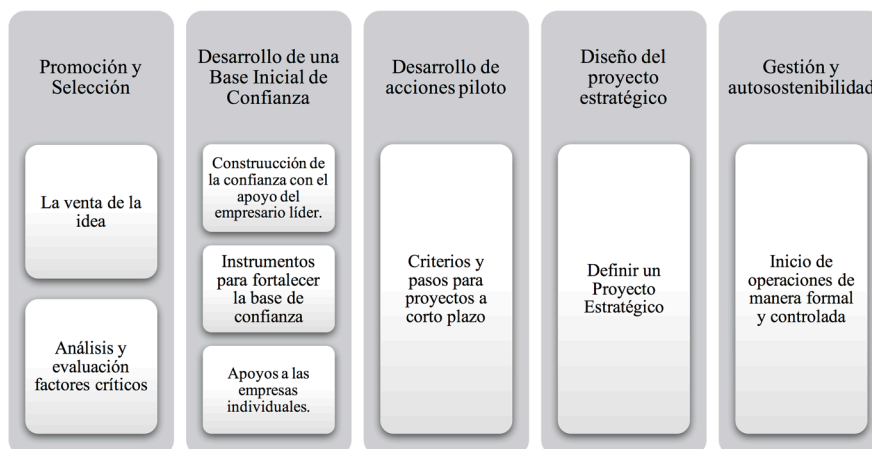 Promoción y
Selección
La venta de la
idea
Análisis y
evaluación
factores críticos
Desarrollo de una
Base Inicial de
Confianza
Construucción de
la confianza con el
apoyo del
empresario líder.
Instrumentos
para fortalecer
la base de
confianza
Apoyos a las
empresas
individuales.
Desarrollo de
acciones piloto
Criterios y
pasos para
proyectos a
corto plazo
Diseño del
proyecto
estratégico
Definir un
Proyecto
Estratégico
Gestión y
autosostenibilidad
Inicio de
operaciones de
manera formal
y controlada